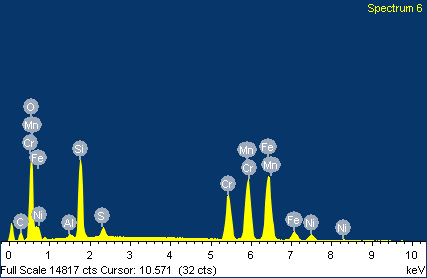 Spectrum 6
O
Mn
Cr
Fe
C
Ni
Al
Si
S
Cr
Mn
Cr
Fe
Mn
Fe
Ni
Ni
0 1 2 3 4 5 6 7 8 9 10
Full Scale 14817 cts Cursor: 10.571 (32 cts) keV